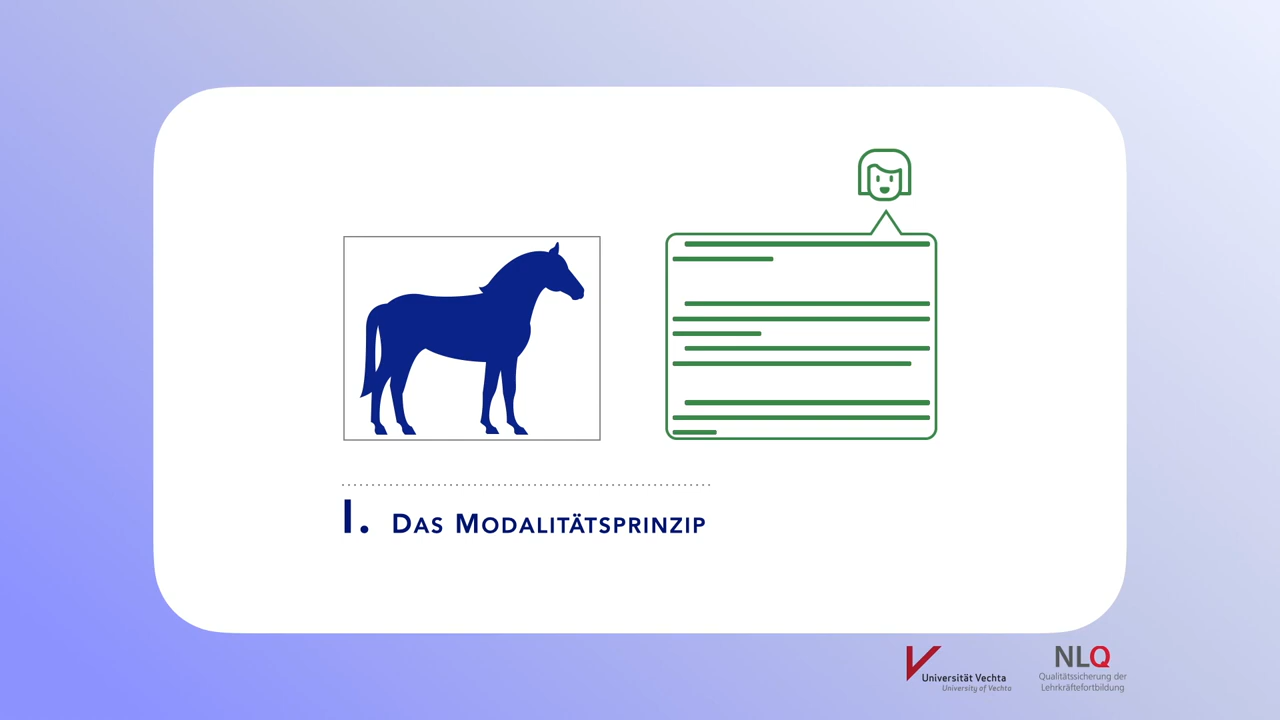 I. Das Modalitätsprinzip
Universität Vechta
University of Vechta
NLQ
Qualitätssicherung der
Lehrkräftefortbildung